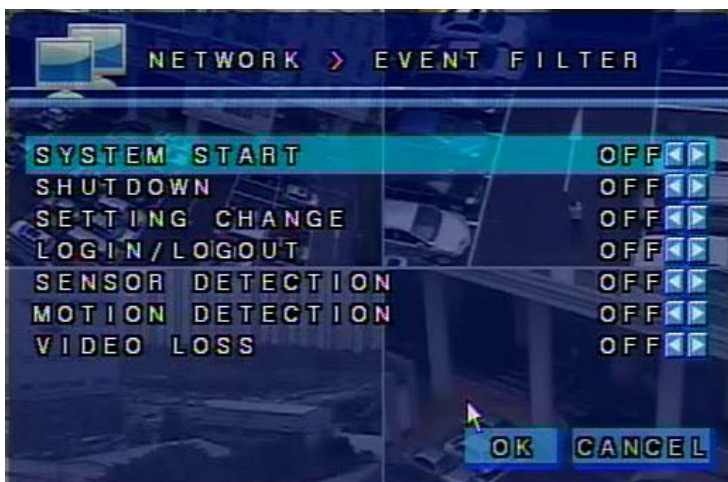 NETWORK > EVENT FILTER
SYSTEM START OFF
SHUTDOWN OFF
SETTING CHANGE OFF
LOGIN/LOGOUT OFF
SENSOR DETECTION OFF
MOTION DETECTION OFF
VIDEO LOSS OFF
OK CANCEL